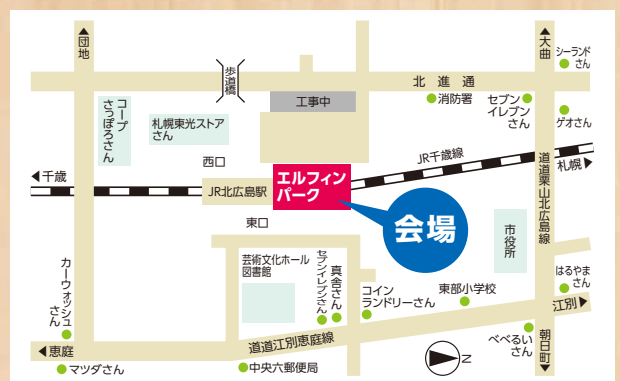 ▲団地
歩道橋
工事中
北進通
▲大曲
シーランド
さん
消防署
セブン
イレブン
さん
ゲオさん
コープ
さっぽろさん
札幌東光ストア
さん
西口
JR千歳線
札幌▶
◀千歳
JR北広島駅
エルフィン
パーク
会場
東口
道道栗山北広島線
市役所
芸術文化ホール
図書館
セブンイレブンさん
真舎さん
コイン
ランドリーさん
東部小学校
はるやま
さん
江別▶
カーウォッシュ
さん
◀恵庭
マツダさん
道道江別恵庭線
中央六郵便局
N
べべるい
さん
朝日町▶